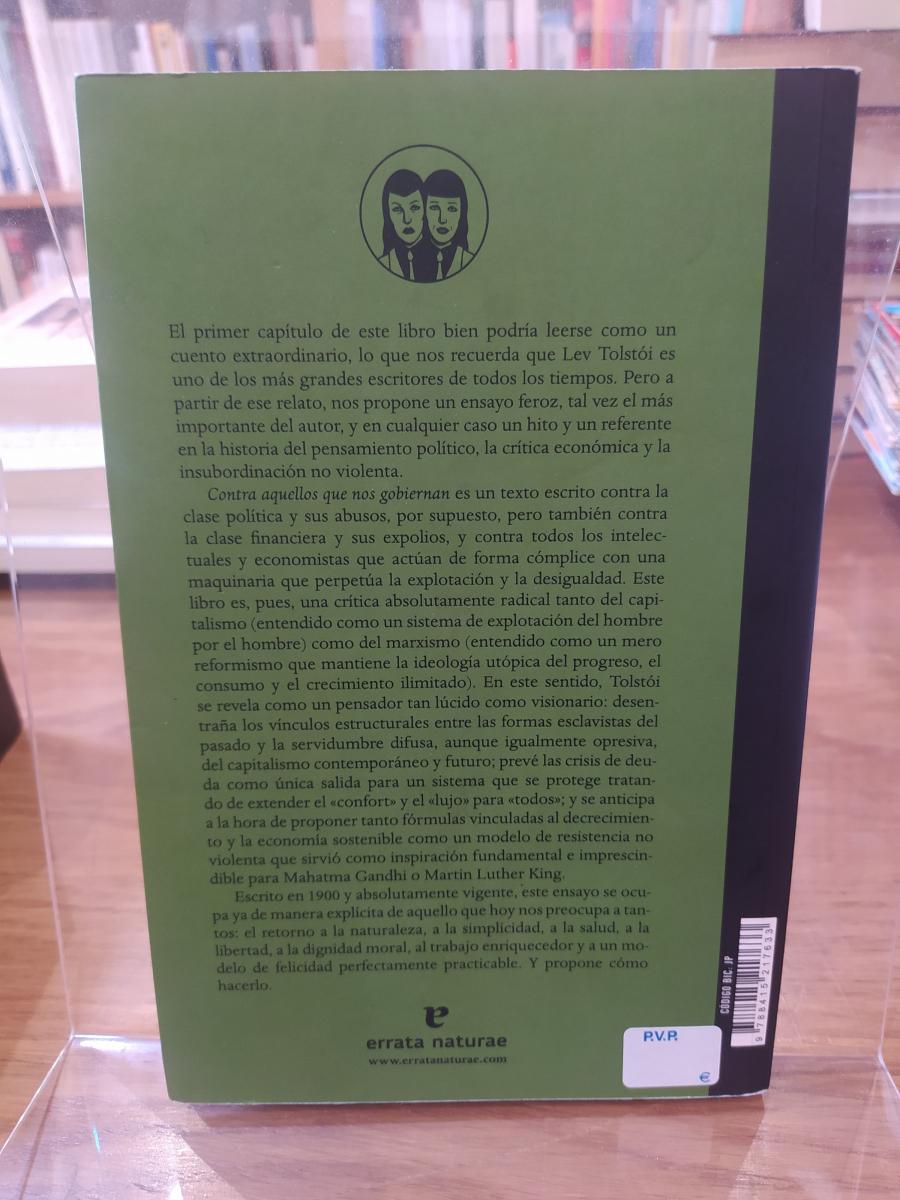 El primer capítulo de este libro bien podría leerse como un
cuento extraordinario, lo que nos recuerda que Lev Tolstói es
uno de los más grandes escritores de todos los tiempos. Pero a
partir de ese relato, nos propone un ensayo feroz, tal vez el más
importante del autor, y en cualquier caso un hito y un referente
en la historia del pensamiento político, la crítica económica y la
insubordinación no violenta.
Contra aquellos que nos gobiernan es un texto escrito contra la
clase política y sus abusos, por supuesto, pero también contra
la clase financiera y sus expolios, y contra todos los intelec-
tuales y economistas que actúan de forma cómplice con una
maquinaria que perpetúa la explotación y la desigualdad. Este
libro es, pues, una crítica absolutamente radical tanto del capi-
talismo (entendido como un sistema de explotación del hombre
por el hombre) como del marxismo (entendido como un mero
reformismo que mantiene la ideología utópica del progreso, el
consumo y el crecimiento ilimitado). En este sentido, Tolstói
se revela como un pensador tan lúcido como visionario: desen-
traña los vínculos estructurales entre las formas esclavistas del
pasado y la servidumbre difusa, aunque igualmente opresiva,
del capitalismo contemporáneo y futuro; prevé las crisis de deu-
da como única salida para un sistema que se protege tratan-
do de extender el «confort» y el «lujo» para «todos»; y se anticipa
a la hora de proponer tanto fórmulas vinculadas al decrecimien-
to y la economía sostenible como un modelo de resistencia no
violenta que sirvió como inspiración fundamental e imprescin-
dible para Mahatma Gandhi o Martin Luther King.
Escrito en 1900 y absolutamente vigente, este ensayo se ocu-
pa ya de manera explícita de aquello que hoy nos preocupa a tan-
tos: el retorno a la naturaleza, a la simplicidad, a la salud, a la
libertad, a la dignidad moral, al trabajo enriquecedor y a un mo-
delo de felicidad perfectamente practicable. Y propone cómo
hacerlo.
errata naturae
www.erratanaturae.com
P.V.P.
€
CÓDIGO BIC: JP
9 788415 217633